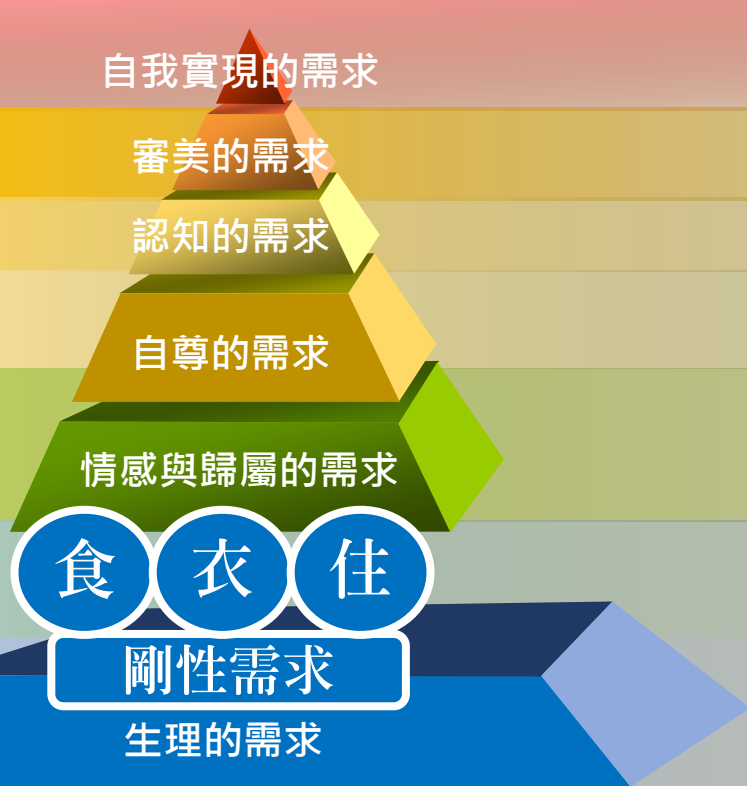 自我實現的需求
審美的需求
認知的需求
自尊的需求
情感與歸屬的需求
食 衣 住
剛性需求
生理的需求